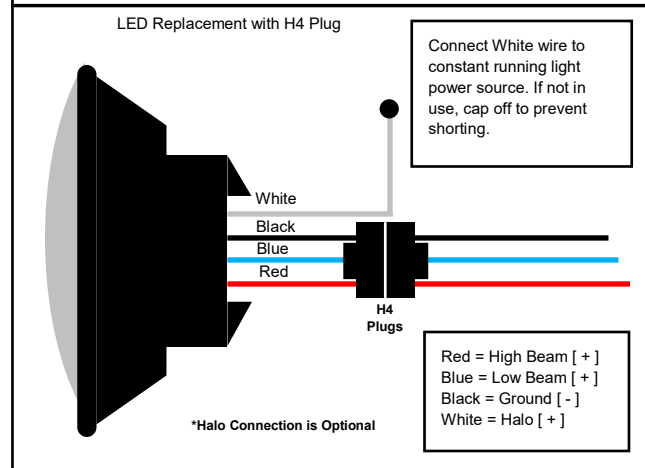 LED Replacement with H4 Plug
Connect White wire to
constant running light
power source. If not in
use, cap off to prevent
shorting.
White
Black
Blue
Red
H4
Plugs
Red = High Beam [ + ]
Blue = Low Beam [ + ]
Black = Ground [ - ]
White = Halo [ + ]
*Halo Connection is Optional